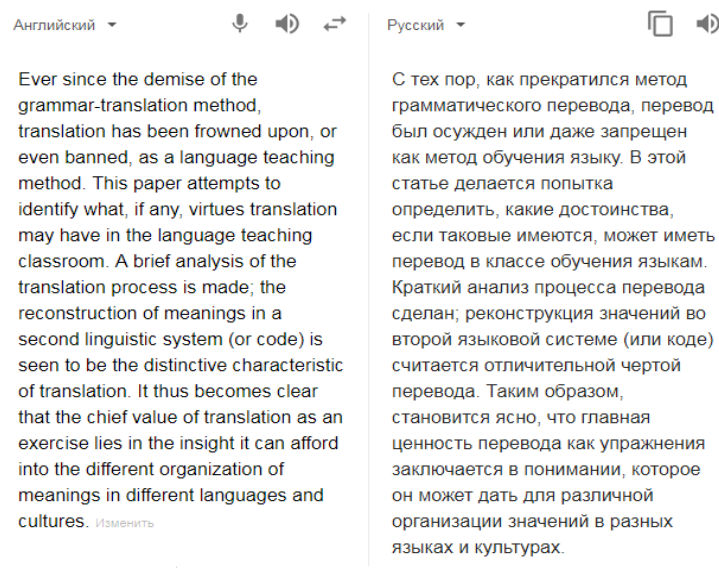 Английский
Русский
Ever since the demise of the
grammar-translation method,
translation has been frowned upon, or
even banned, as a language teaching
method. This paper attempts to
identify what, if any, virtues translation
may have in the language teaching
classroom. A brief analysis of the
translation process is made; the
reconstruction of meanings in a
second linguistic system (or code) is
seen to be the distinctive characteristic
of translation. It thus becomes clear
that the chief value of translation as an
exercise lies in the insight it can afford
into the different organization of
meanings in different languages and
cultures. Изменить
С тех пор, как прекратился метод
грамматического перевода, перевод
был осужден или даже запрещен
как метод обучения языку. В этой
статье делается попытка
определить, какие достоинства,
если таковые имеются, может иметь
перевод в классе обучения языкам.
Краткий анализ процесса перевода
сделан; реконструкция значений во
второй языковой системе (или коде)
считается отличительной чертой
перевода. Таким образом,
становится ясно, что главная
ценность перевода как упражнения
заключается в понимании, которое
он может дать для различной
организации значений в разных
языках и культурах.